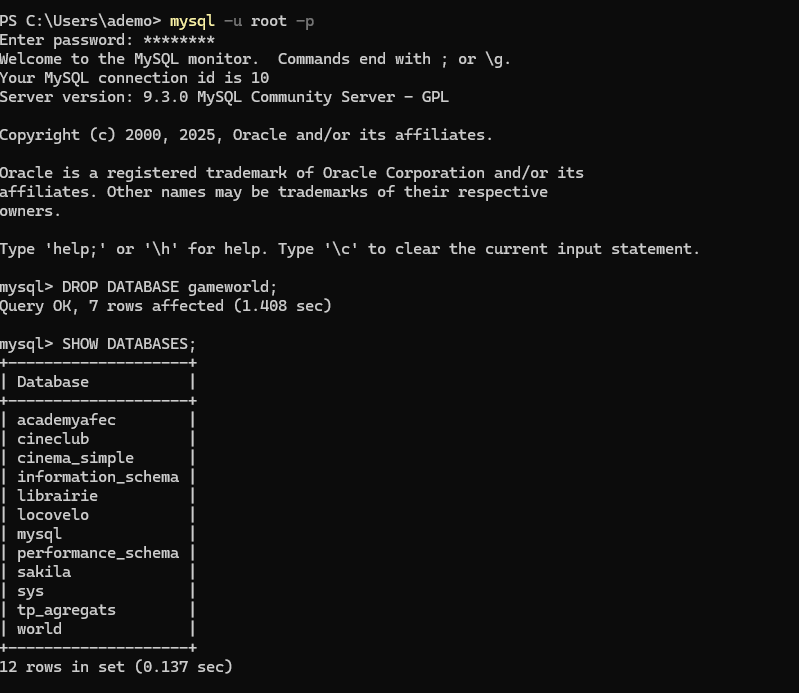 PS C:\Users\ademo> mysql -u root -p
Enter password: ********
Welcome to the MySQL monitor.  Commands end with ; or \g.
Your MySQL connection id is 10
Server version: 9.3.0 MySQL Community Server - GPL

Copyright (c) 2000, 2025, Oracle and/or its affiliates.

Oracle is a registered trademark of Oracle Corporation and/or its
affiliates. Other names may be trademarks of their respective
owners.

Type 'help;' or '\h' for help. Type '\c' to clear the current input statement.

mysql> DROP DATABASE gameworld;
Query OK, 7 rows affected (1.408 sec)

mysql> SHOW DATABASES;
+--------------------+
| Database           |
+--------------------+
| academyafec        |
| cineclub           |
| cinema_simple      |
| information_schema |
| librairie          |
| locovelo           |
| mysql              |
| performance_schema |
| sakila             |
| sys                |
| tp_agregats        |
| world              |
+--------------------+
12 rows in set (0.137 sec)